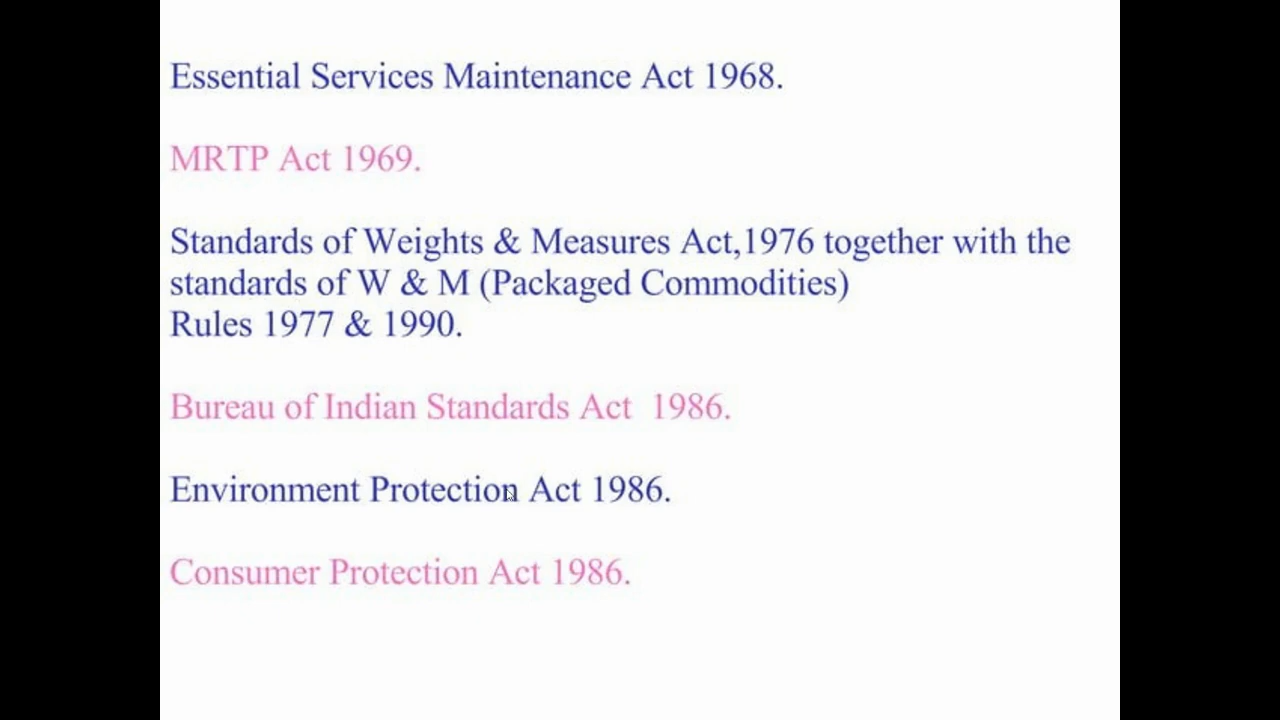 Essential Services Maintenance Act 1968.
MRTP Act 1969.
Standards of Weights & Measures Act,1976 together with the
standards of W & M (Packaged Commodities)
Rules 1977 & 1990.
Bureau of Indian Standards Act  1986.
Environment Protection Act 1986.
Consumer Protection Act 1986.